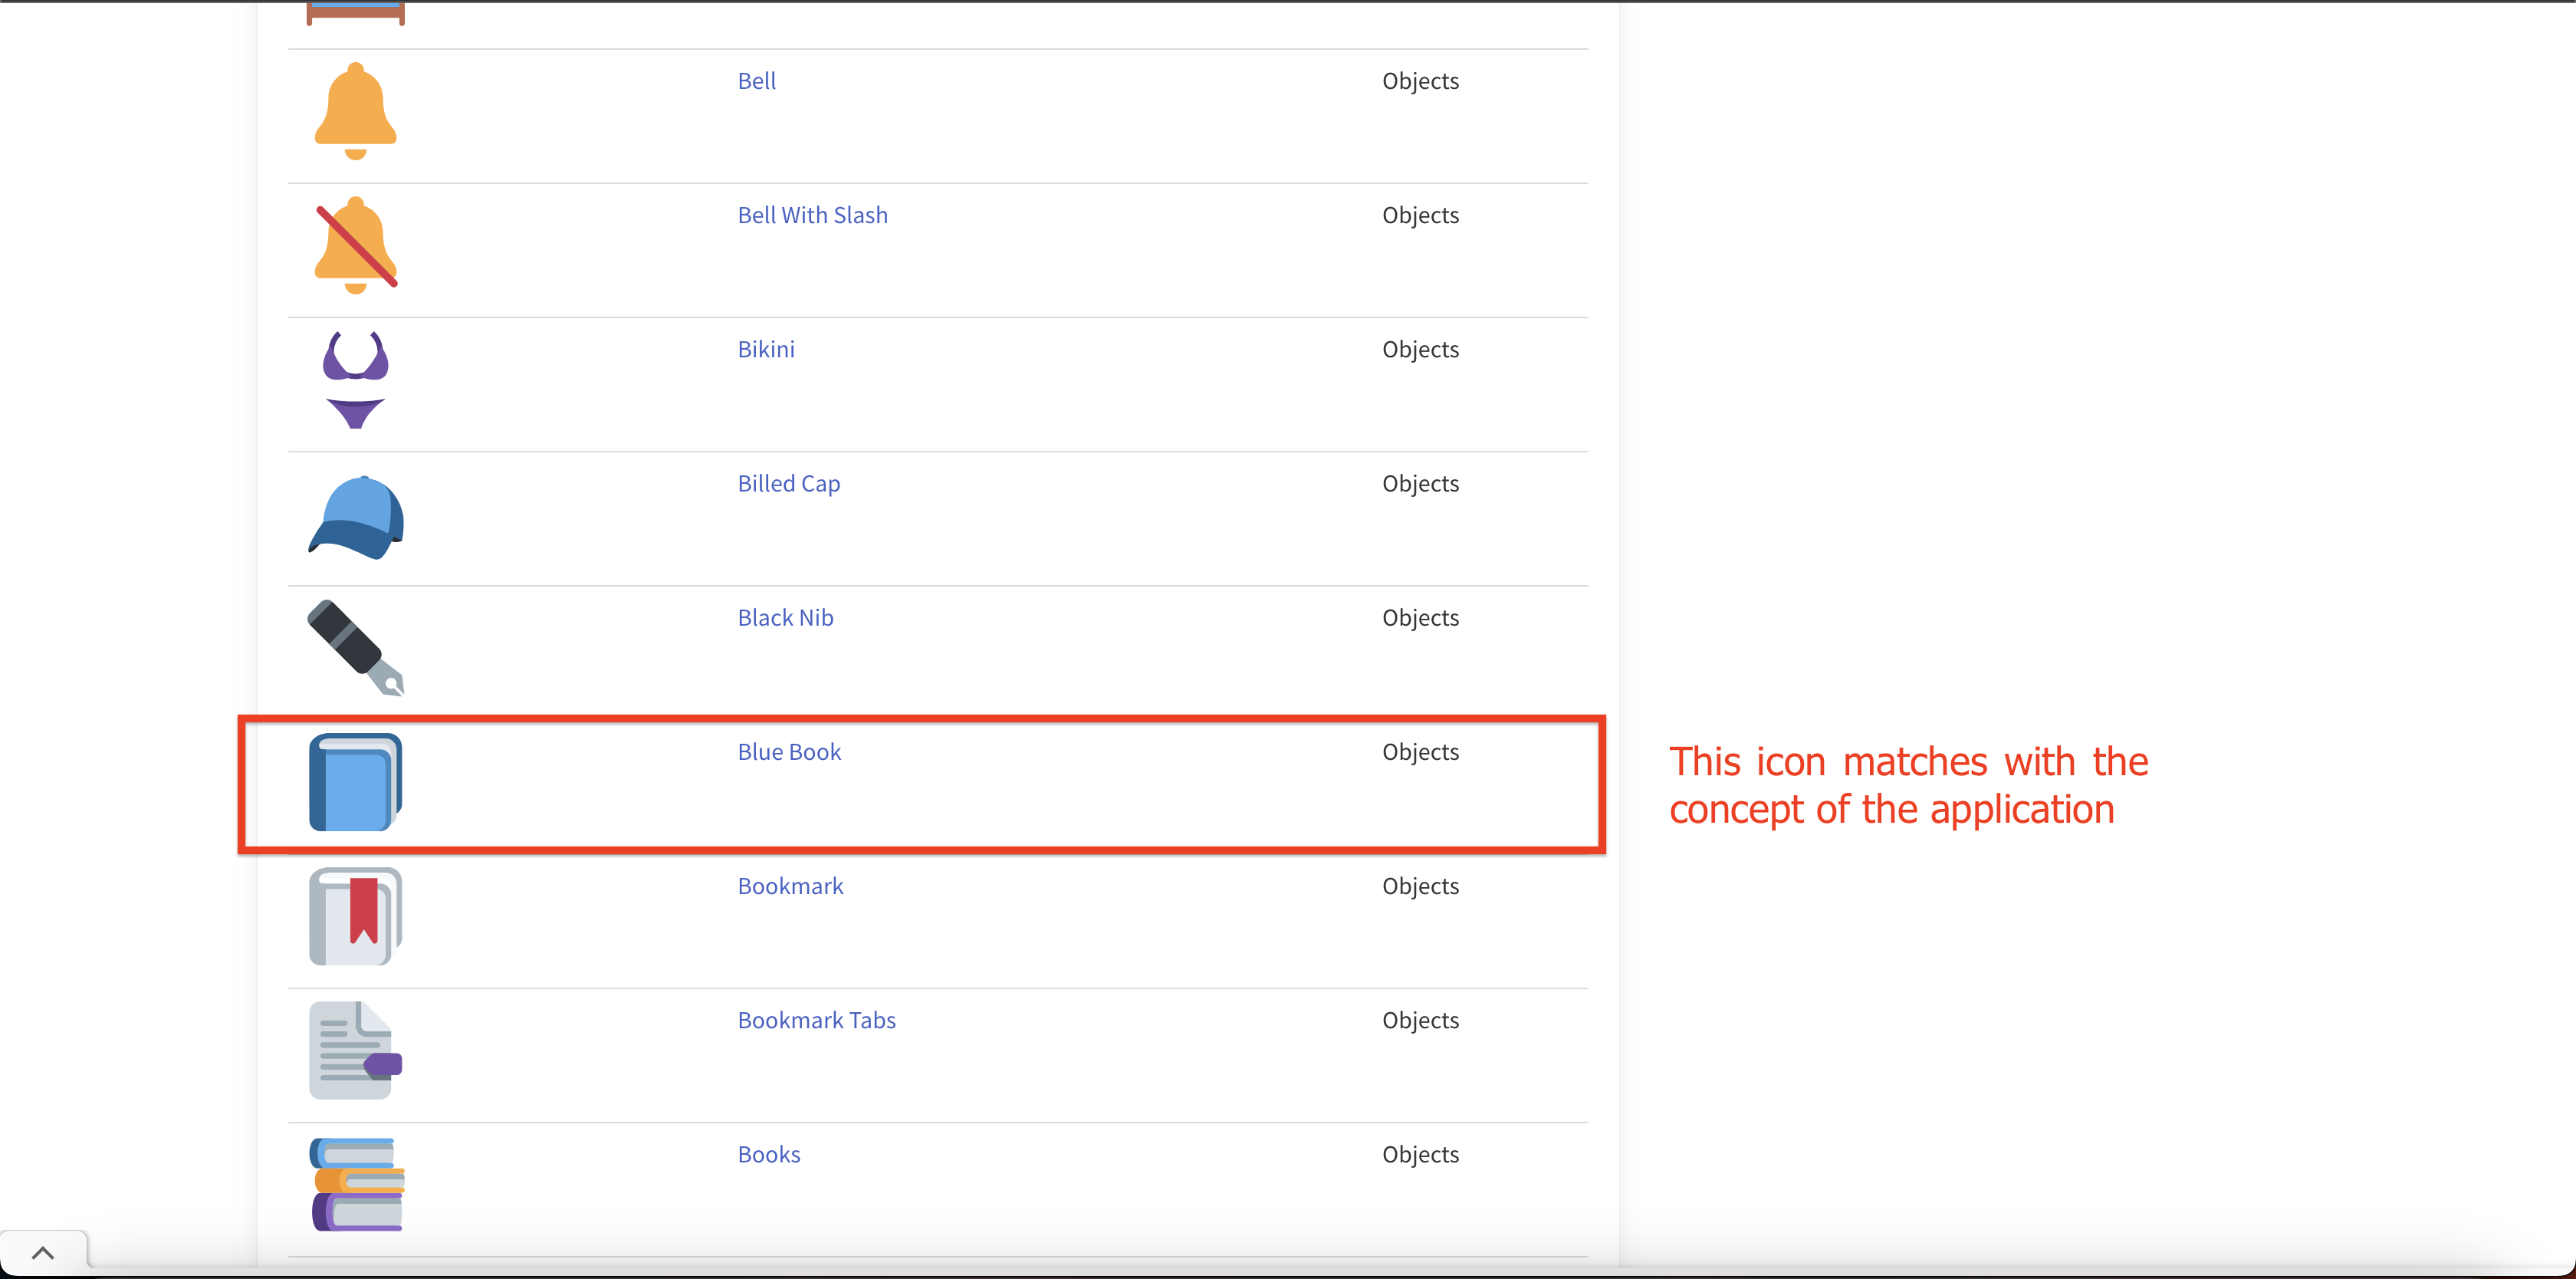 Bell Objects
Bell With Slash Objects
Bikini Objects
Billed Cap Objects
Black Nib Objects
Blue Book Objects
This icon matches with the
concept of the application
Bookmark Objects
Bookmark Tabs Objects
Books Objects